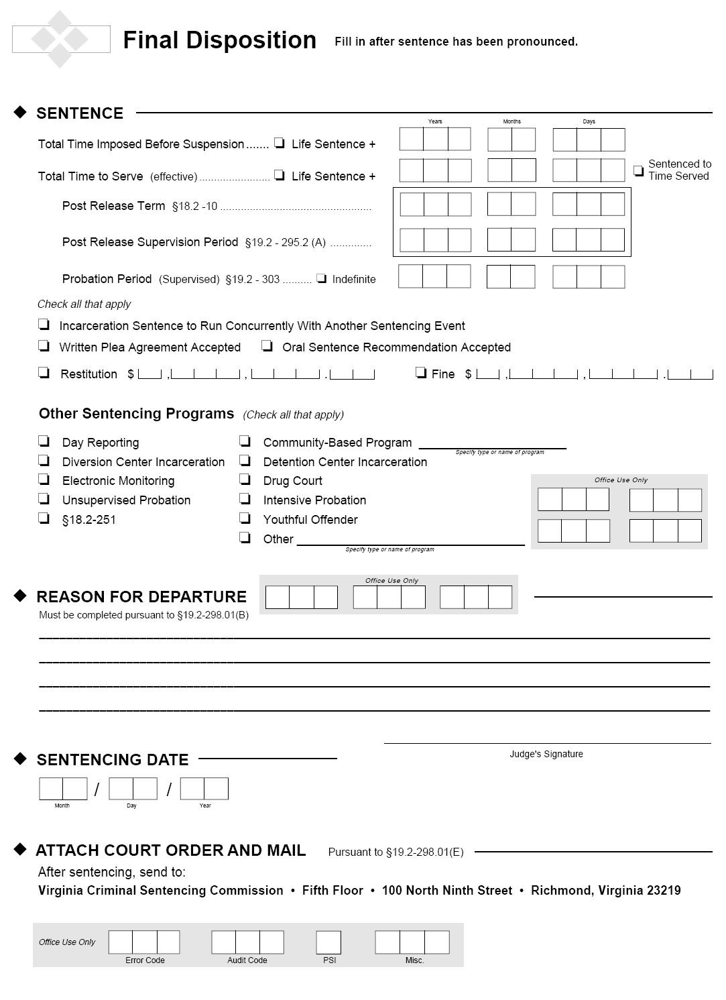 Final Disposition Fill in after sentence has been pronounced.
SENTENCE
Years Months Days
Total Time Imposed Before Suspension ....... ❏ Life Sentence +
Total Time to Serve (effective) ........................ ❏ Life Sentence + ❏ Sentenced to
Time Served
Post Release Term §18.2 -10 ...................................................
Post Release Supervision Period §19.2 - 295.2 (A) ..............
Probation Period (Supervised) §19.2 - 303 .......... ❏ Indefinite
Check all that apply
❏ Incarceration Sentence to Run Concurrently With Another Sentencing Event
❏ Written Plea Agreement Accepted ❏ Oral Sentence Recommendation Accepted
❏ Restitution $ , , . ❏ Fine $ , , .
Other Sentencing Programs (Check all that apply)
❏ Day Reporting ❏ Community-Based Program
Specify type or name of program
❏ Diversion Center Incarceration ❏ Detention Center Incarceration
❏ Electronic Monitoring ❏ Drug Court Office Use Only
❏ Unsupervised Probation ❏ Intensive Probation
❏ §18.2-251 ❏ Youthful Offender
❏ Other
Specify type or name of program
Office Use Only
REASON FOR DEPARTURE
Must be completed pursuant to §19.2-298.01(B)
Judge's Signature
SENTENCING DATE
/ /
Month Day Year
ATTACH COURT ORDER AND MAIL Pursuant to §19.2-298.01(E)
After sentencing, send to:
Virginia Criminal Sentencing Commission • Fifth Floor • 100 North Ninth Street • Richmond, Virginia 23219
Office Use Only
Error Code Audit Code PSI Misc.